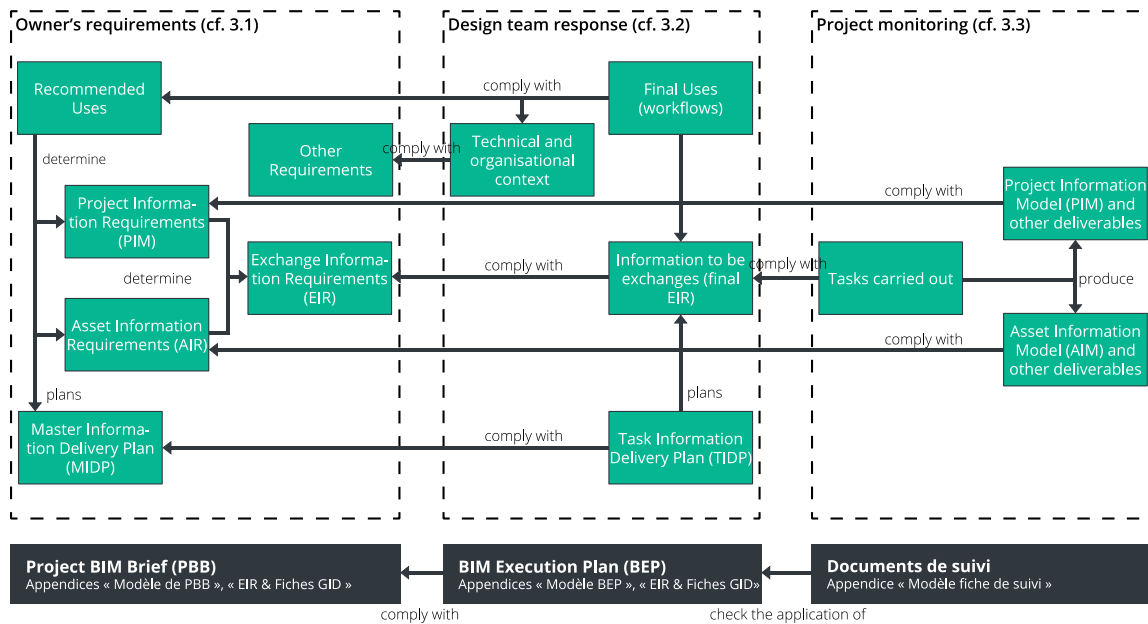 Owner's requirements (cf. 3.1)
Design team response (cf. 3.2)
Project monitoring (cf. 3.3)
Recommended
Uses
comply with
Final Uses
(workflows)
determine
Other
Requirements
comply with
Technical and
organisational
context
Project Informa-
tion Requirements
(PIM)
comply with
Project Information
Model (PIM) and
other deliverables
determine
Exchange Informa-
tion Requirements
(EIR)
comply with
Information to be
exchanges (final
EIR)
comply with
Tasks carried out
produce
Asset Information
Requirements (AIR)
comply with
Asset Information
Model (AIM) and
other deliverables
plans
plans
Master Informa-
tion Delivery Plan
(MIDP)
comply with
Task Information
Delivery Plan (TIDP)
Project BIM Brief (PBB)
Appendices « Modèle de PBB », « EIR & Fiches GID »
BIM Execution Plan (BEP)
Appendices « Modèle BEP », « EIR & Fiches GID»
Documents de suivi
Appendice « Modèle fiche de suivi »
comply with
check the application of